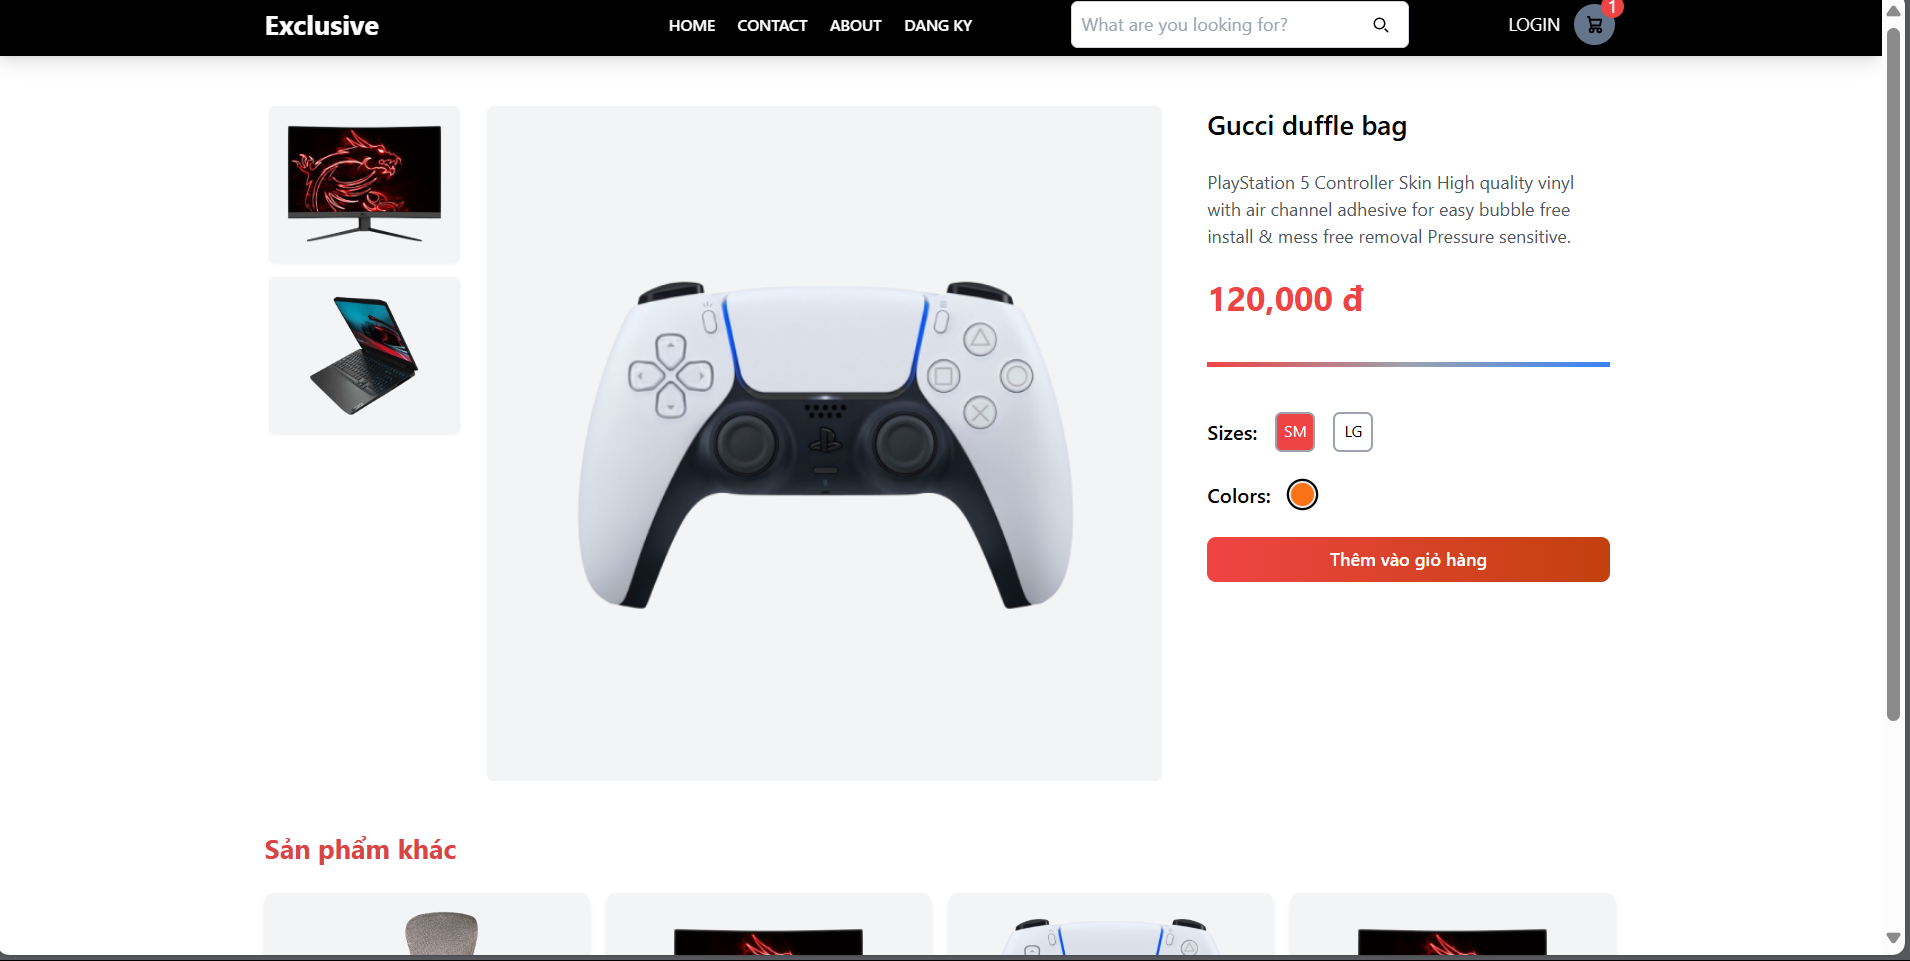 Exclusive
HOME CONTACT ABOUT DANG KY
What are you looking for?
LOGIN
1
Gucci duffle bag
PlayStation 5 Controller Skin High quality vinyl
with air channel adhesive for easy bubble free
install & mess free removal Pressure sensitive.
120,000 đ
Sizes: SM LG
Colors:
Thêm vào giỏ hàng
Sản phẩm khác